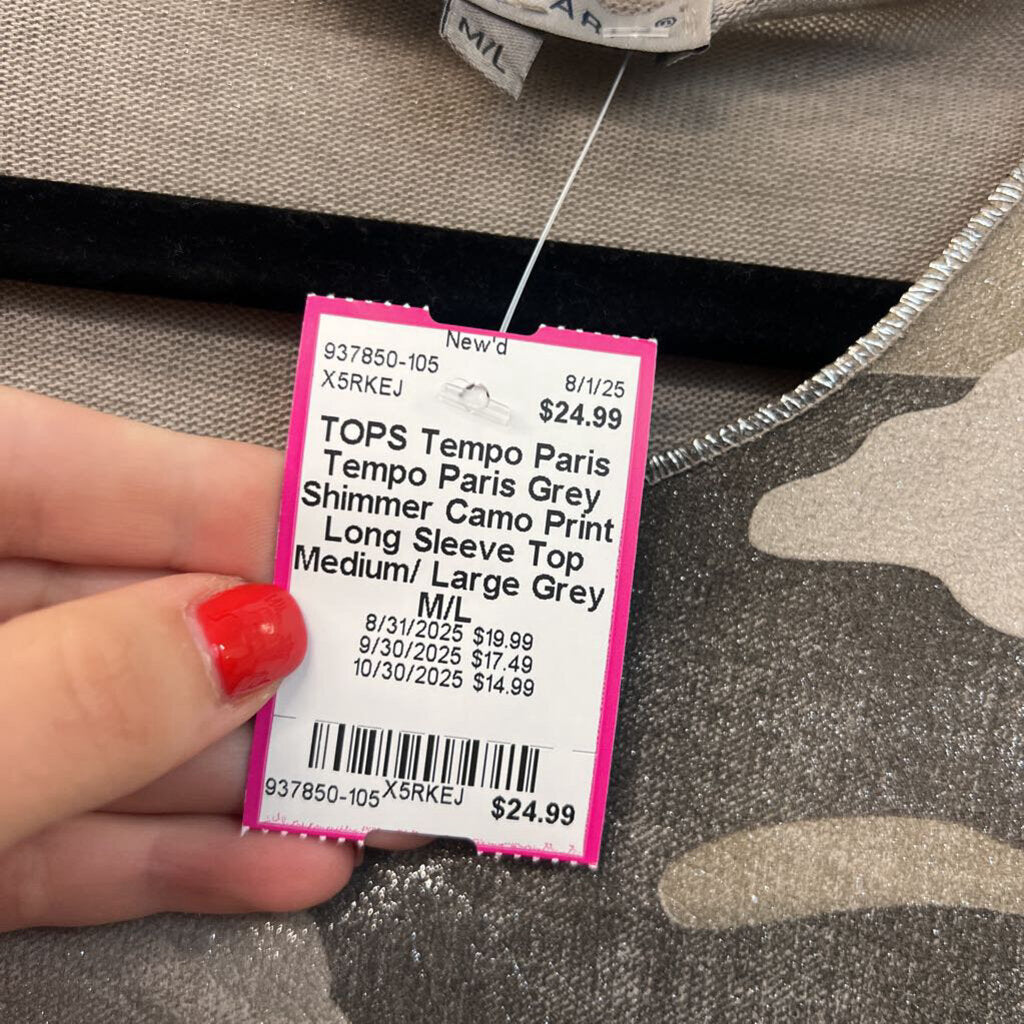 M/L
New'd
937850-105
X5RKEJ
8/1/25
$24.99
TOPS Tempo Paris
Tempo Paris Grey
Shimmer Camo Print
Long Sleeve Top
Medium/ Large Grey
M/L
8/31/2025 $19.99
9/30/2025 $17.49
10/30/2025 $14.99
937850-105 X5RKEJ $24.99